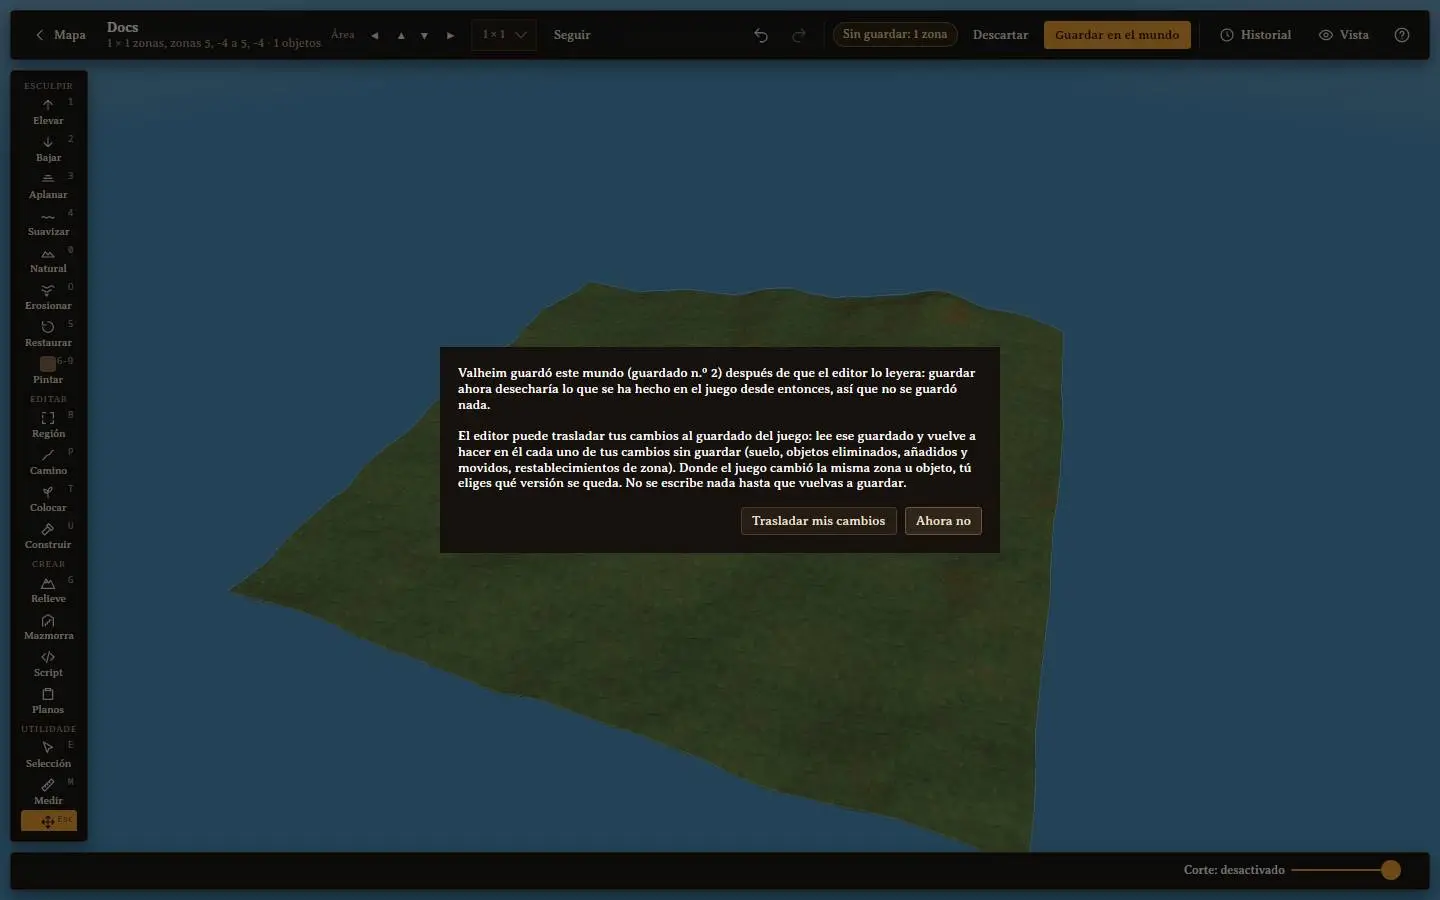 Mapa
Docs
1 × 1 zonas, zonas 5, -4 a 5, -4 · 1 objetos
Área
1 × 1
Seguir
Sin guardar: 1 zona
Descartar
Guardar en el mundo
Historial
Vista
ESCULPIR
1
Elevar
2
Bajar
3
Aplanar
4
Suavizar
0
Natural
O
Erosionar
5
Restaurar
6-9
Pintar
EDITAR
B
Región
P
Camino
T
Colocar
U
Construir
CREAR
G
Relieve
Mazmorra
Script
Planos
UTILIDADE
E
Selección
M
Medir
Esc
Valheim guardó este mundo (guardado n.º 2) después de que el editor lo leyera: guardar
ahora desecharía lo que se ha hecho en el juego desde entonces, así que no se guardó
nada.
El editor puede trasladar tus cambios al guardado del juego: lee ese guardado y vuelve a
hacer en él cada uno de tus cambios sin guardar (suelo, objetos eliminados, añadidos y
movidos, restablecimientos de zona). Donde el juego cambió la misma zona u objeto, tú
eliges qué versión se queda. No se escribe nada hasta que vuelvas a guardar.
Trasladar mis cambios
Ahora no
Corte: desactivado